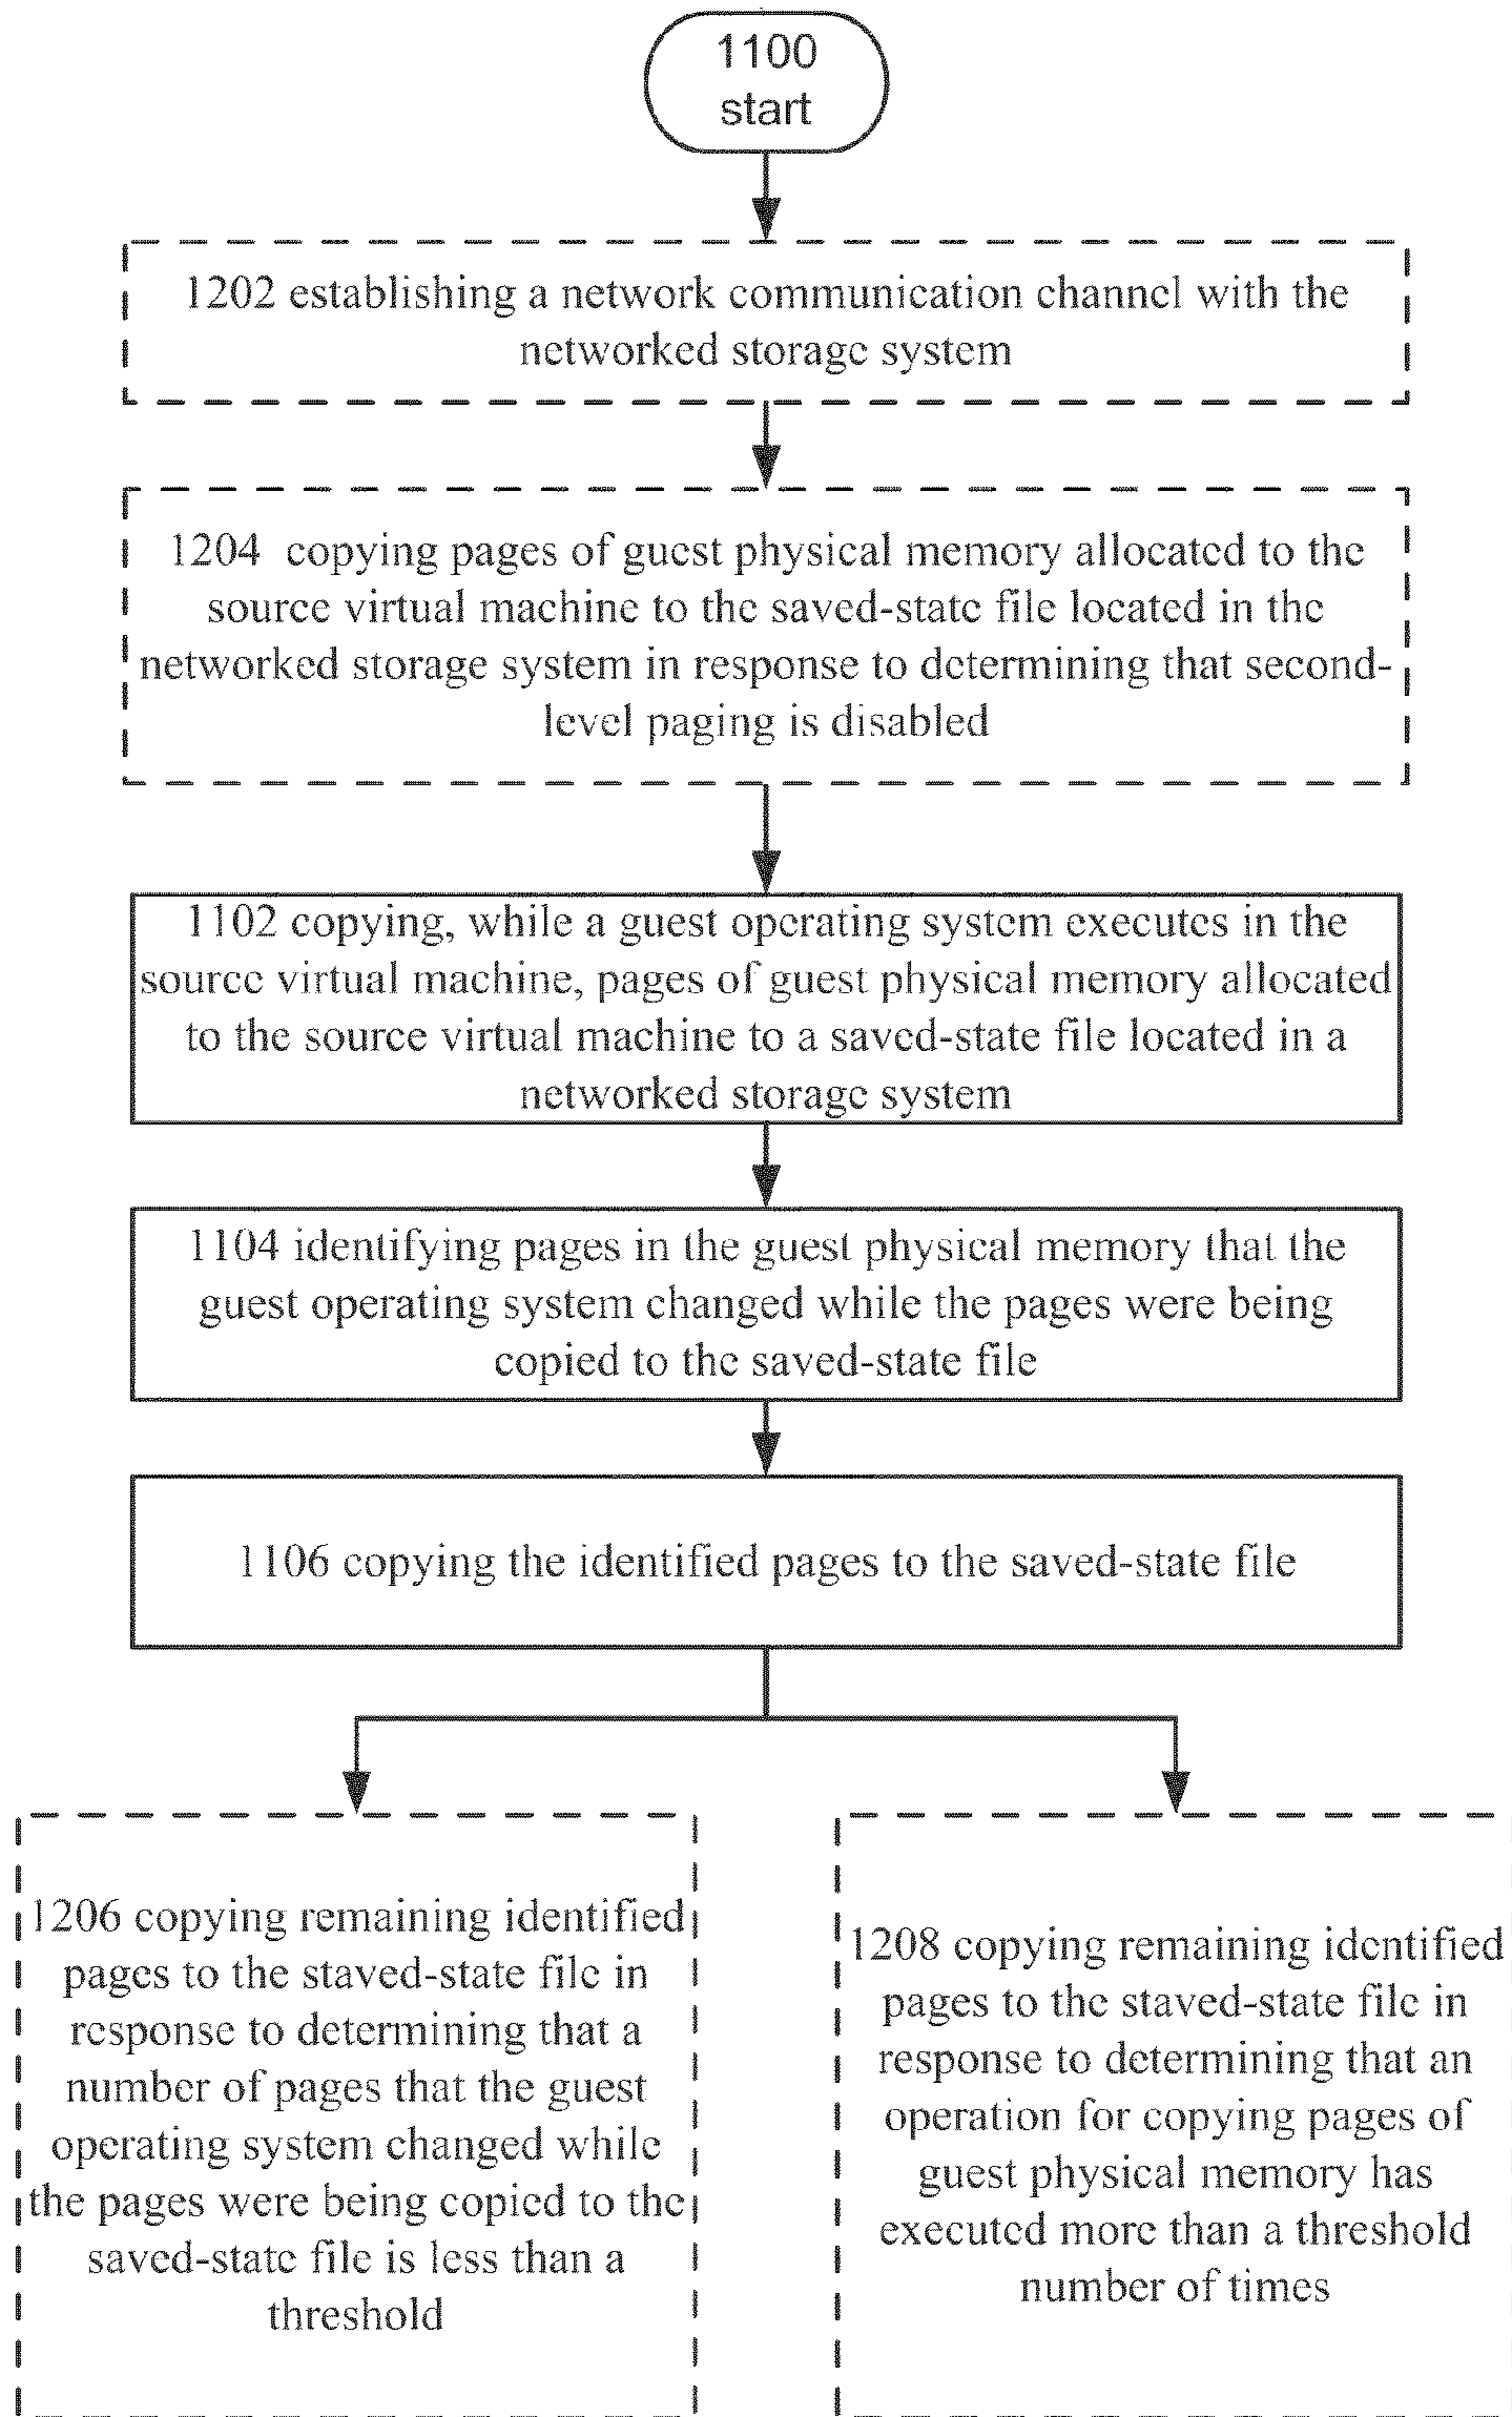 1100
start
1202 establishing a network communication channel with the
networked storage system
1204 copying pages of guest physical memory allocated to the
source virtual machine to the saved-state file located in the
networked storage system in response to determining that second-
level paging is disabled
1102 copying, while a guest operating system executes in the
source virtual machine, pages of guest physical memory allocated
to the source virtual machine to a saved-state file located in a
networked storage system
1104 identifying pages in the guest physical memory that the
guest operating system changed while the pages were being
copied to the saved-state file
1106 copying the identified pages to the saved-state file
1206 copying remaining identified
pages to the staved-state file in
response to determining that a
number of pages that the guest
operating system changed while
the pages were being copied to the
saved-state file is less than a
threshold
1208 copying remaining identified
pages to the staved-state file in
response to determining that an
operation for copying pages of
guest physical memory has
executed more than a threshold
number of times